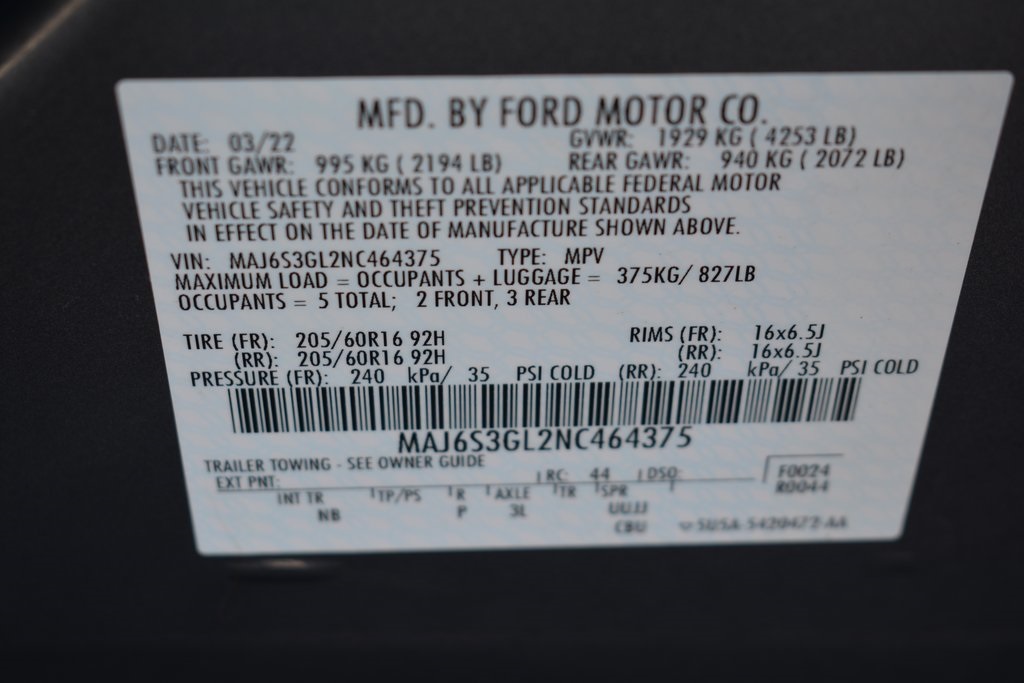 MFD. BY FORD MOTOR CO.
DATE: 03/22 GVWR: 1929 KG ( 4253 LB)
FRONT GAWR: 995 KG ( 2194 LB) REAR GAWR: 940 KG ( 2072 LB)
THIS VEHICLE CONFORMS TO ALL APPLICABLE FEDERAL MOTOR
VEHICLE SAFETY AND THEFT PREVENTION STANDARDS
IN EFFECT ON THE DATE OF MANUFACTURE SHOWN ABOVE.
VIN: MAJ6S3GL2NC464375 TYPE: MPV
MAXIMUM LOAD = OCCUPANTS + LUGGAGE = 375KG/ 827LB
OCCUPANTS = 5 TOTAL; 2 FRONT, 3 REAR
TIRE (FR): 205/60R16 92H RIMS (FR): 16x6.5J
(RR): 205/60R16 92H (RR): 16x6.5J
PRESSURE (FR): 240 kPa/ 35 PSI COLD (RR): 240 kPa/ 35 PSI COLD
MAJ6S3GL2NC464375
TRAILER TOWING - SEE OWNER GUIDE
EXT PNT: RC: 44 DSO: F0024
R0044
INT TR TP/PS R AXLE TR SPR
NB P 3L UUJJ
CBU 5U5A-5420472-AA